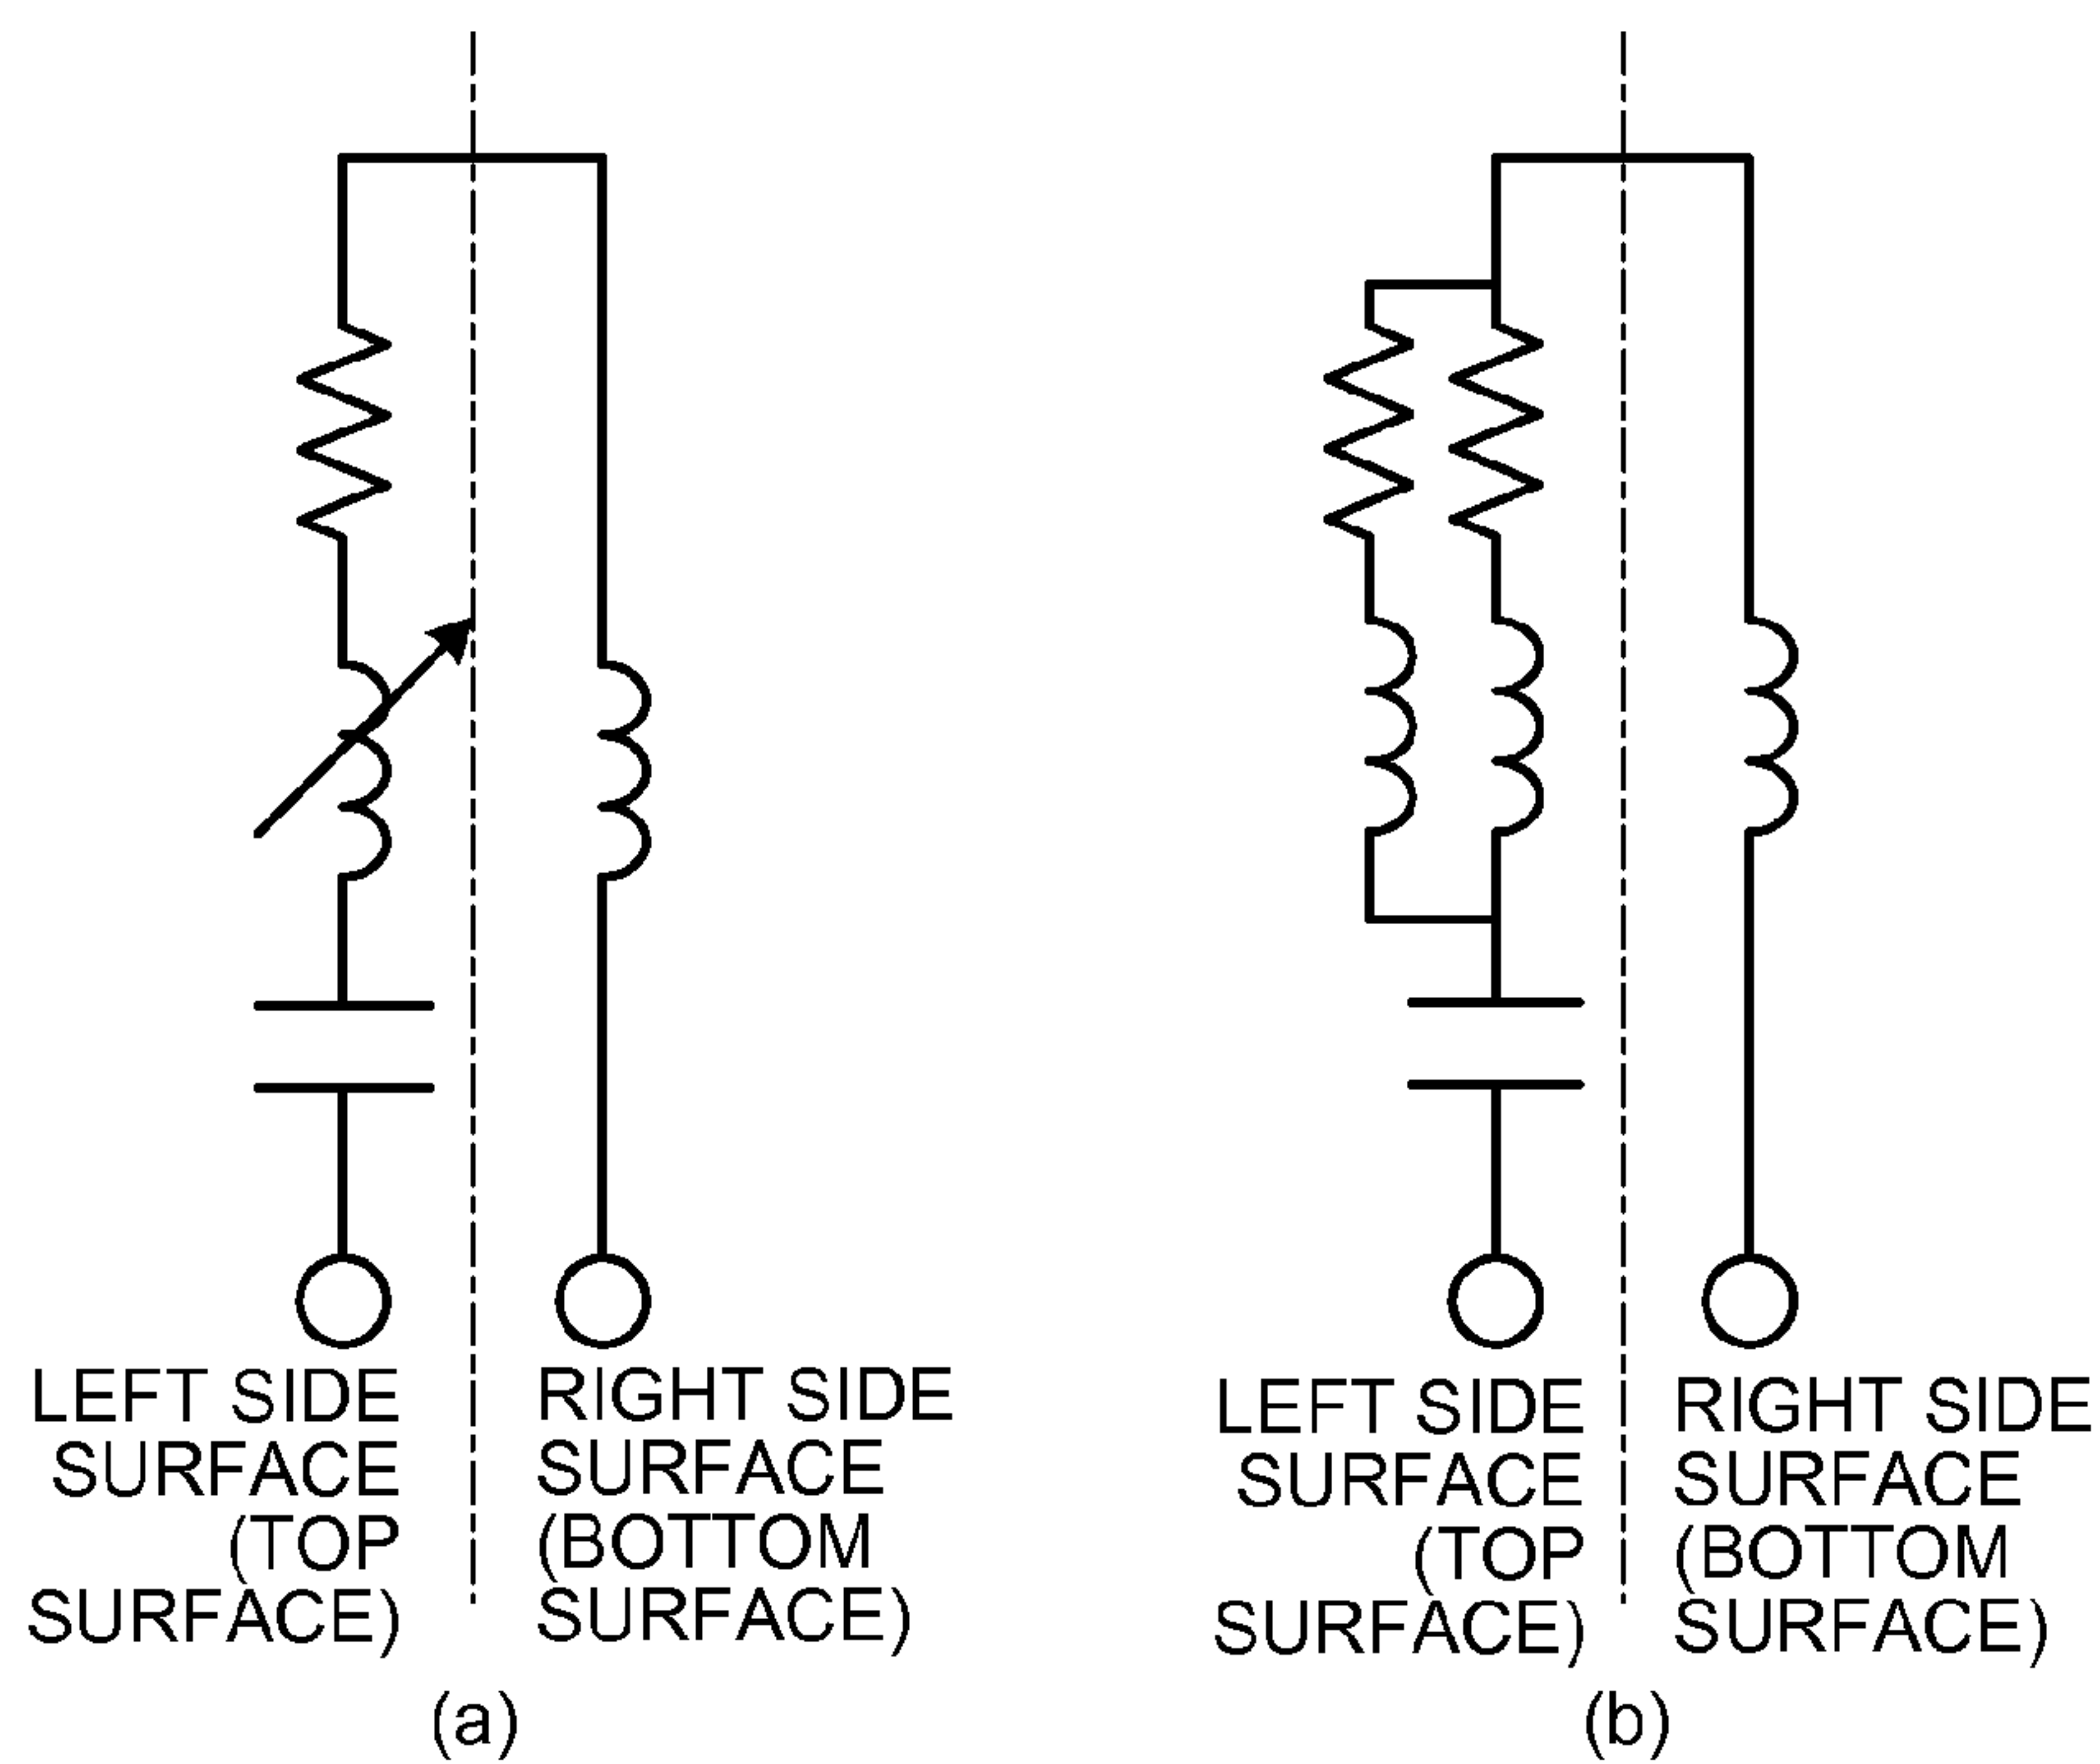 LEFT SIDE
SURFACE
(TOP
SURFACE)
RIGHT SIDE
SURFACE
(BOTTOM
SURFACE)
(a)
LEFT SIDE
SURFACE
(TOP
SURFACE)
RIGHT SIDE
SURFACE
(BOTTOM
SURFACE)
(b)